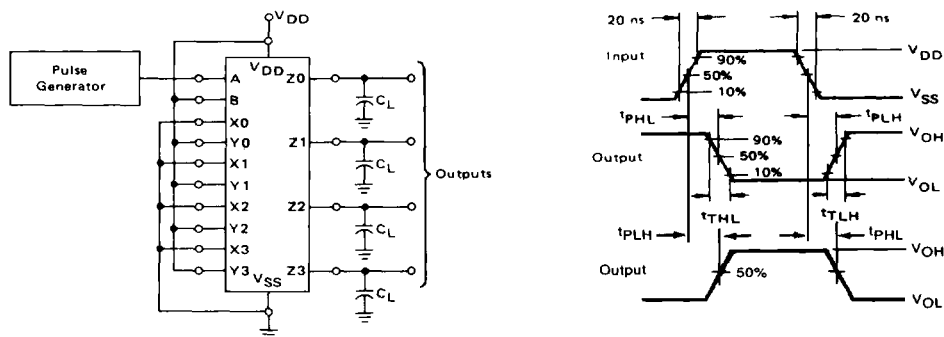 VDD
VDD
Pulse
Generator
A
B
X0
Y0
X1
Y1
X2
Y2
X3
Y3
VSS
Z0
Z1
Z2
Z3
CL
CL
CL
CL
Outputs
20 ns
20 ns
Input
90%
50%
10%
VDD
VSS
tPHL
tPLH
Output
90%
50%
10%
VOH
VOL
tTHL
tTLH
tPLH
tPHL
Output
50%
VOH
VOL